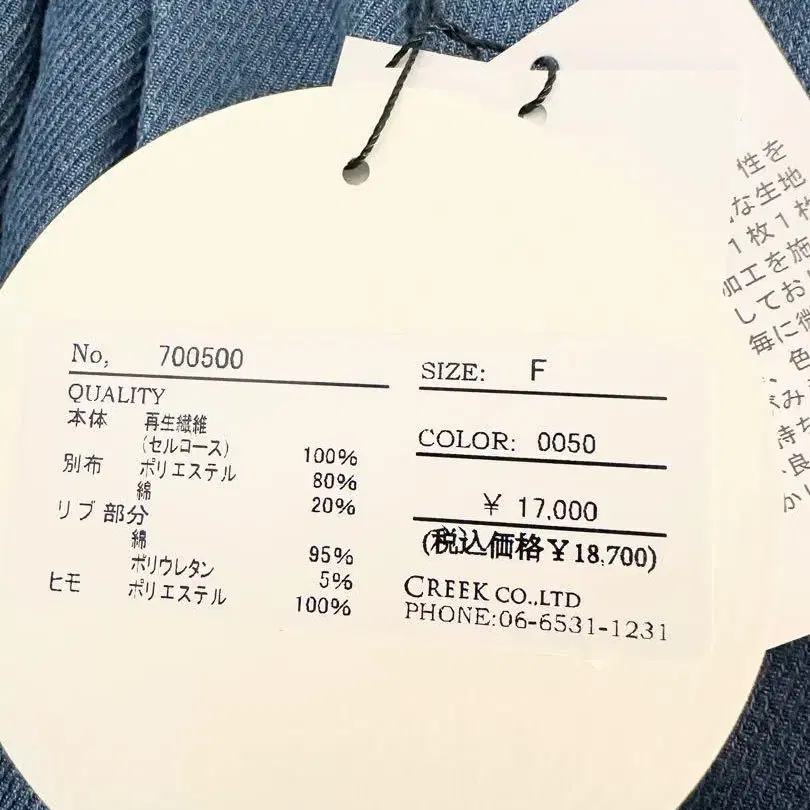 No, 700500
QUALITY
本体 再生繊維
(セルロース) 100%
別布 ポリエステル 80%
綿 20%
リブ部分
綿 95%
ポリウレタン 5%
ヒモ ポリエステル 100%
SIZE: F
COLOR: 0050
¥ 17,000
(税込価格¥18,700)
CREEK CO.,LTD
PHONE:06-6531-1231
性を
な生地
1枚1枚
加工を施
してお
毎に微
、色
み
持ち
、良
か